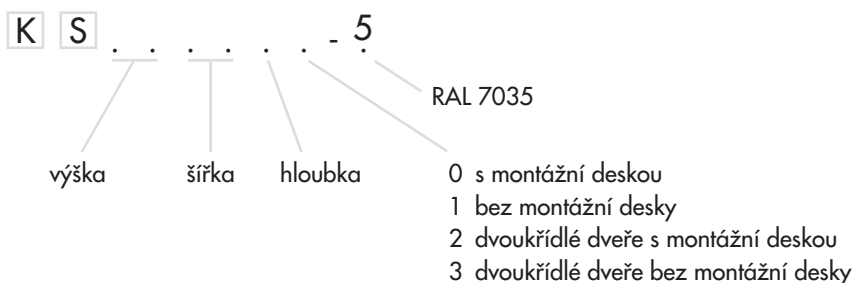 K S . . . . . . - 5
RAL 7035
výška šířka hloubka
0 s montážní deskou
1 bez montážní desky
2 dvoukřídlé dveře s montážní deskou
3 dvoukřídlé dveře bez montážní desky